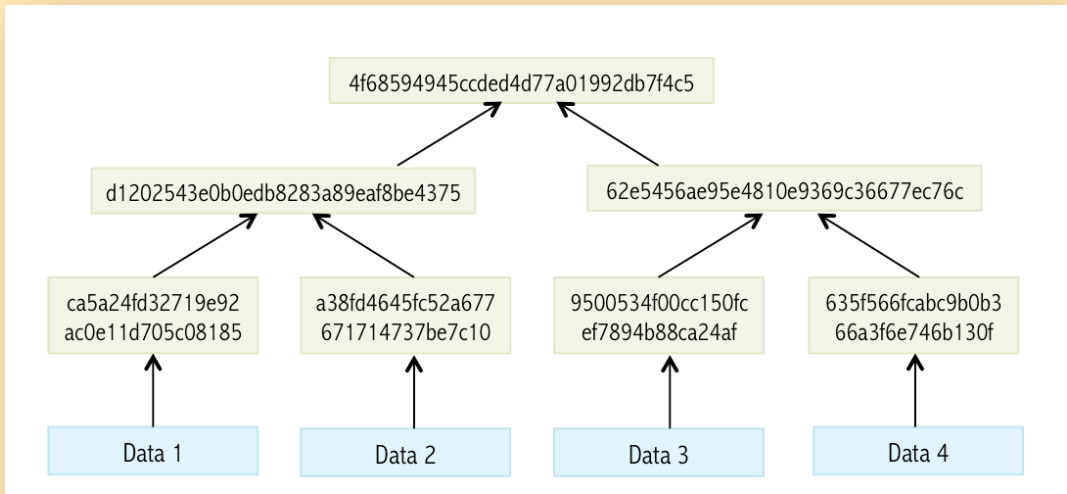 4f68594945ccded4d77a01992db7f4c5
d1202543e0b0edb8283a89eaf8be4375
62e5456ae95e4810e9369c36677ec76c
ca5a24fd32719e92
ac0e11d705c08185
a38fd4645fc52a677
671714737be7c10
9500534f00cc150fc
ef7894b88ca24af
635f566fcabc9b0b3
66a3f6e746b130f
Data 1
Data 2
Data 3
Data 4